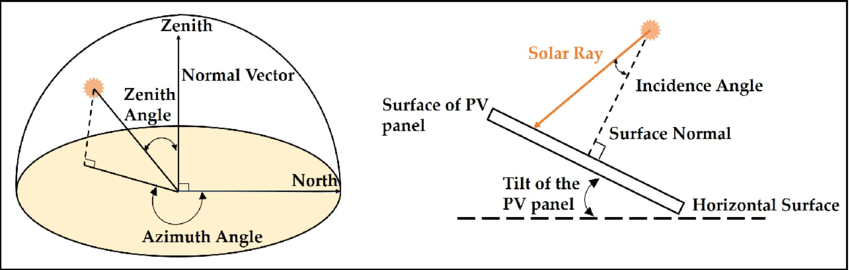 Zenith
Normal Vector
Zenith
Angle
North
Azimuth Angle
Solar Ray
Incidence Angle
Surface of PV
panel
Surface Normal
Tilt of the
PV panel
Horizontal Surface